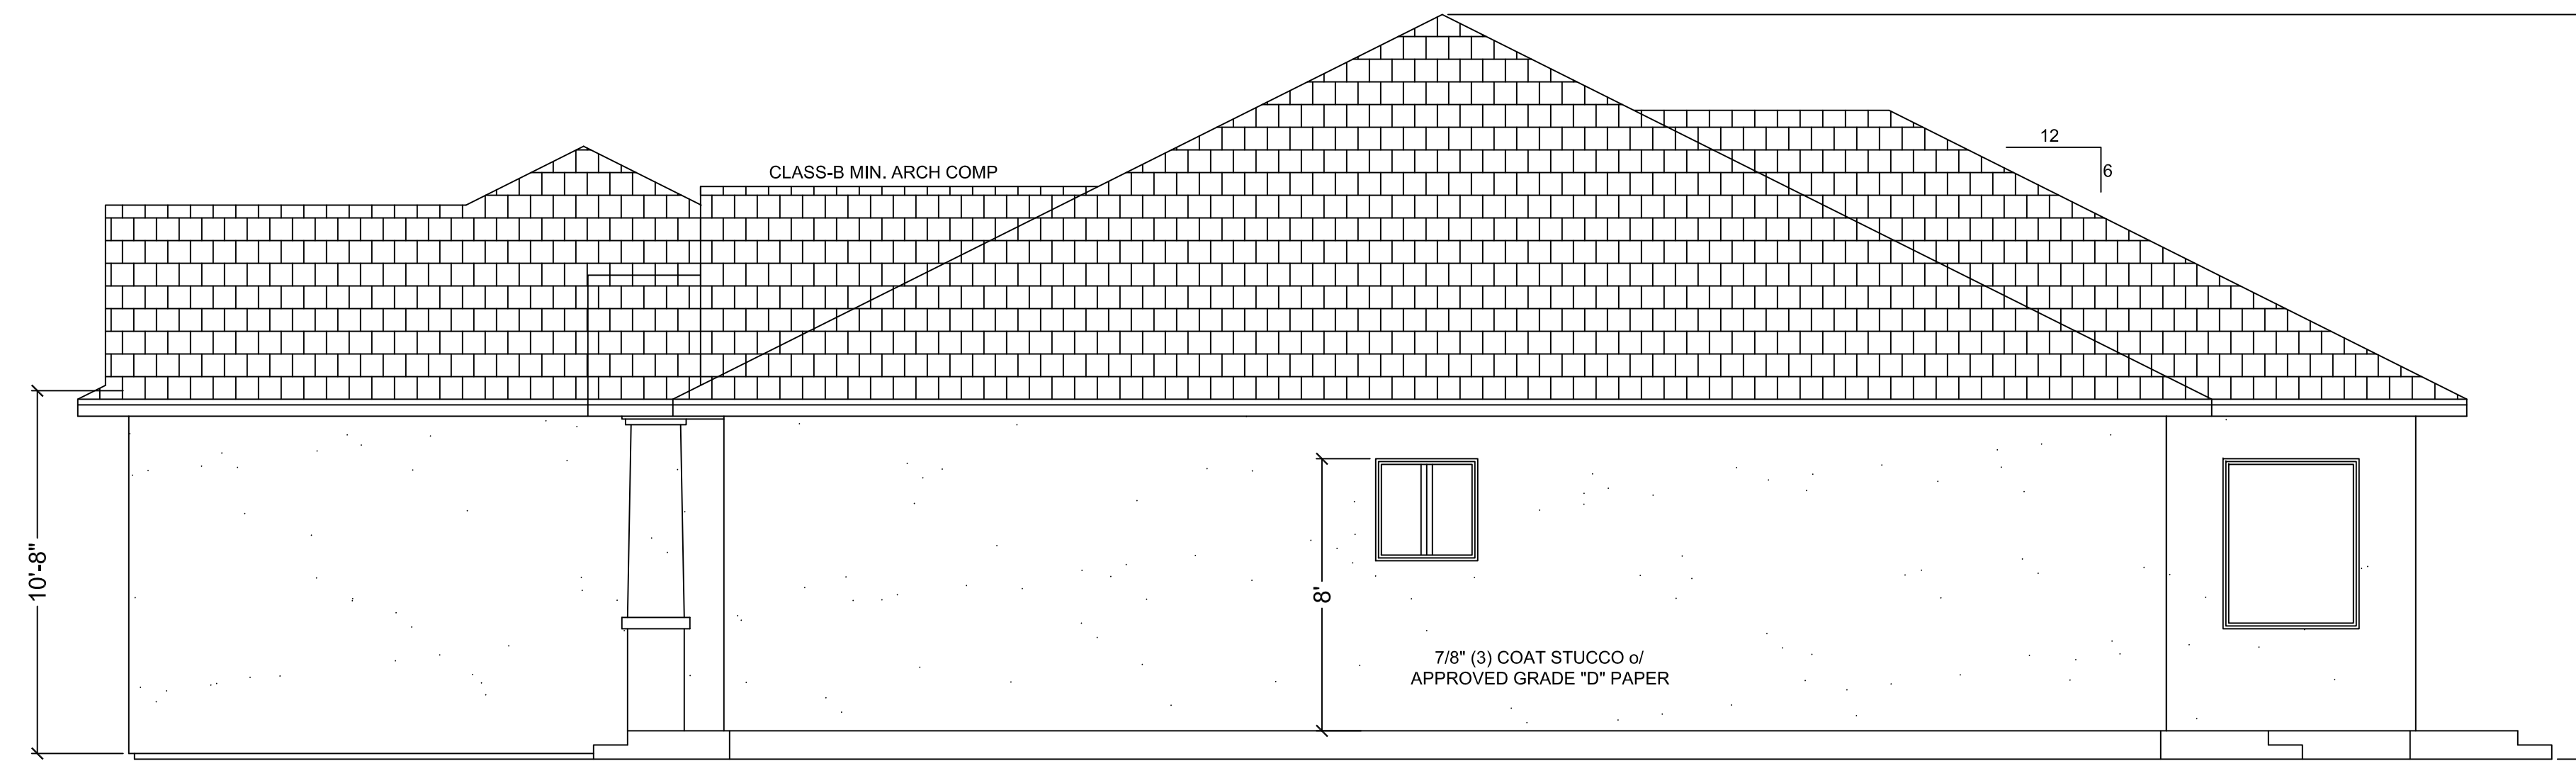 CLASS-B MIN. ARCH COMP
12
6
10'-8"
8'
7/8" (3) COAT STUCCO o/
APPROVED GRADE "D" PAPER